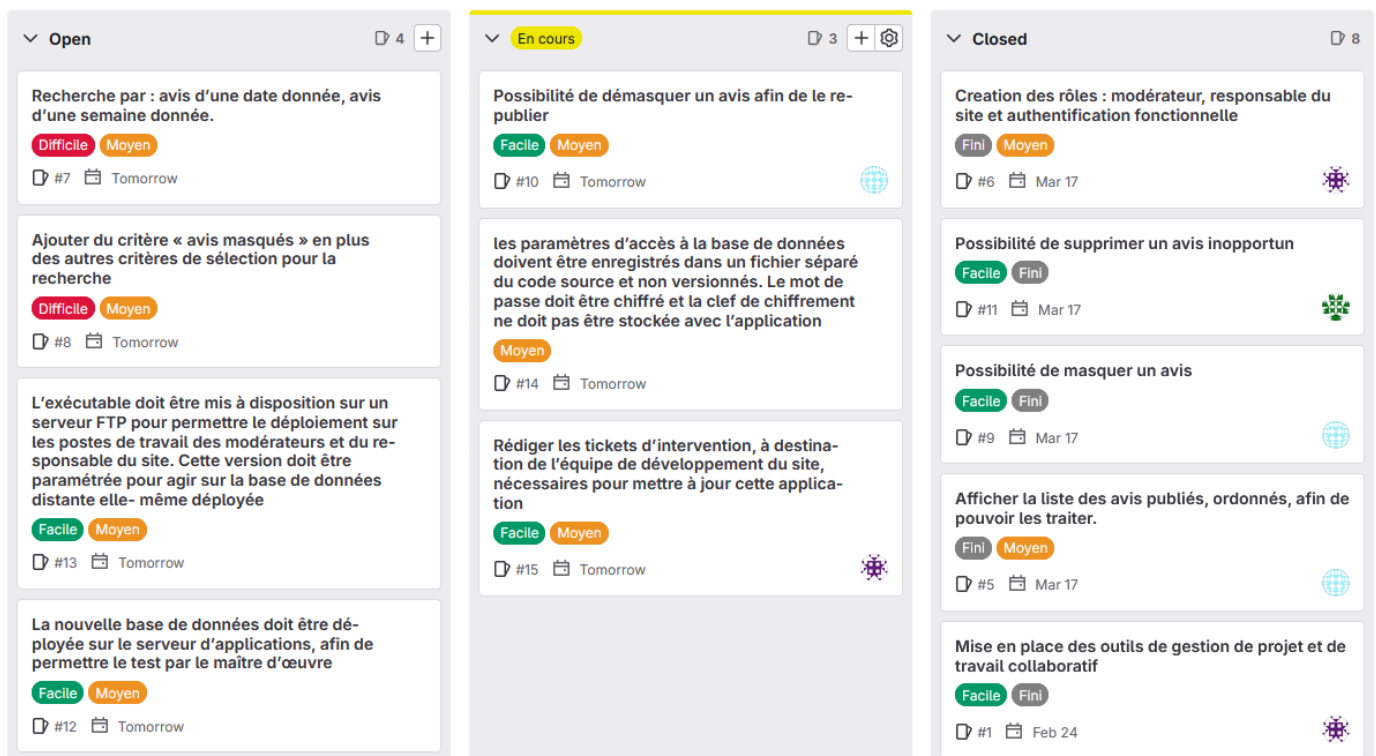 Open
4
Recherche par : avis d’une date donnée, avis
d’une semaine donnée.
Difficile Moyen
#7 Tomorrow
Ajouter du critère « avis masqués » en plus
des autres critères de sélection pour la
recherche
Difficile Moyen
#8 Tomorrow
L’exécutable doit être mis à disposition sur un
serveur FTP pour permettre le déploiement sur
les postes de travail des modérateurs et du re-
sponsable du site. Cette version doit être
paramétrée pour agir sur la base de données
distante elle- même déployée
Facile Moyen
#13 Tomorrow
La nouvelle base de données doit être dé-
ployée sur le serveur d’applications, afin de
permettre le test par le maître d’œuvre
Facile Moyen
#12 Tomorrow
En cours
3
Possibilité de démasquer un avis afin de le re-
publier
Facile Moyen
#10 Tomorrow
les paramètres d’accès à la base de données
doivent être enregistrés dans un fichier séparé
du code source et non versionnés. Le mot de
passe doit être chiffré et la clef de chiffrement
ne doit pas être stockée avec l’application
Moyen
#14 Tomorrow
Rédiger les tickets d’intervention, à destina-
tion de l’équipe de développement du site,
nécessaires pour mettre à jour cette applica-
tion
Facile Moyen
#15 Tomorrow
Closed
8
Creation des rôles : modérateur, responsable du
site et authentification fonctionnelle
Fini Moyen
#6 Mar 17
Possibilité de supprimer un avis inopportun
Facile Fini
#11 Mar 17
Possibilité de masquer un avis
Facile Fini
#9 Mar 17
Afficher la liste des avis publiés, ordonnés, afin de
pouvoir les traiter.
Fini Moyen
#5 Mar 17
Mise en place des outils de gestion de projet et de
travail collaboratif
Facile Fini
#1 Feb 24